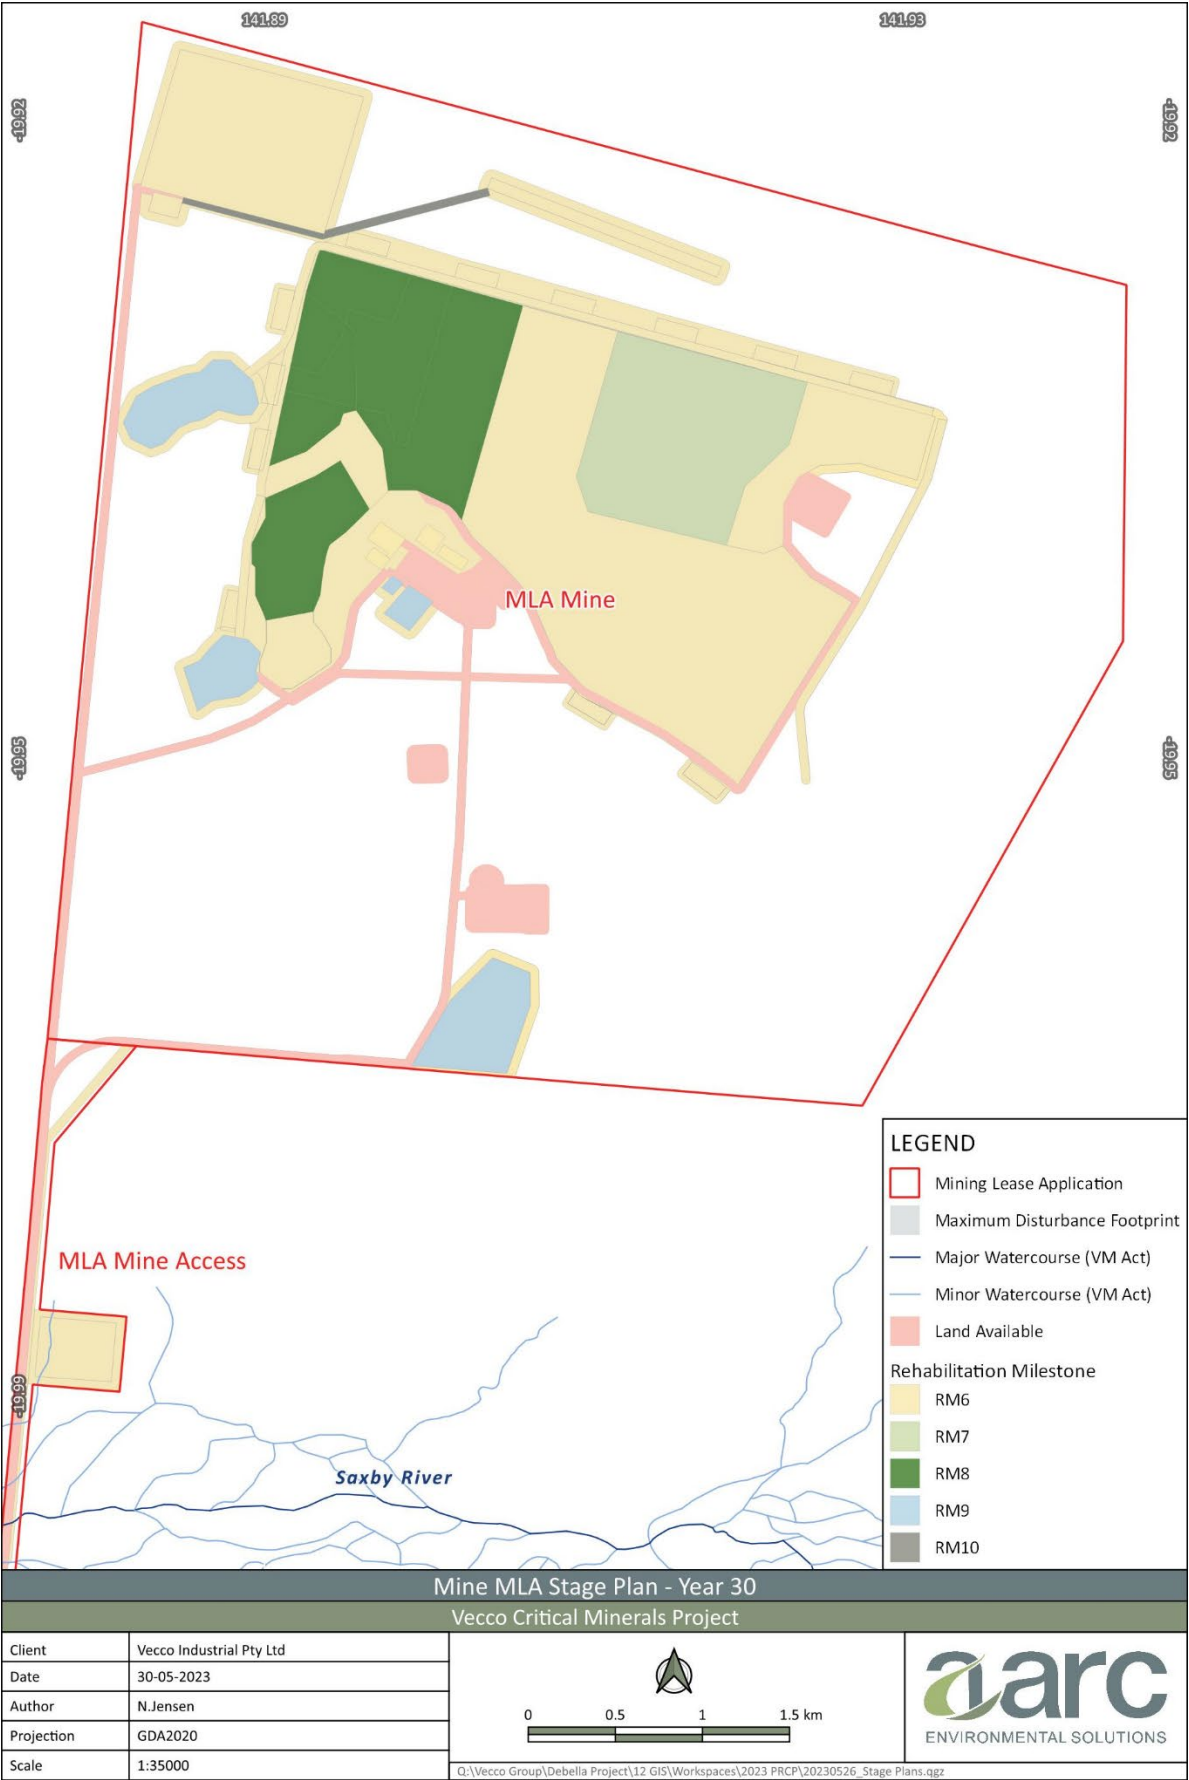 141.89
141.93
-19.92
-19.92
MLA Mine
-19.95
-19.95
LEGEND
Mining Lease Application
Maximum Disturbance Footprint
Major Watercourse (VM Act)
Minor Watercourse (VM Act)
Land Available
Rehabilitation Milestone
RM6
RM7
RM8
RM9
RM10
MLA Mine Access
-19.99
Saxby River
Mine MLA Stage Plan - Year 30
Vecco Critical Minerals Project
Client Vecco Industrial Pty Ltd
Date 30-05-2023
Author N.Jensen
Projection GDA2020
Scale 1:35000
0 0.5 1 1.5 km
Q:\Vecco Group\Debella Project\12 GIS\Workspaces\2023 PRCP\20230526_Stage Plans.qgz
aarc
ENVIRONMENTAL SOLUTIONS